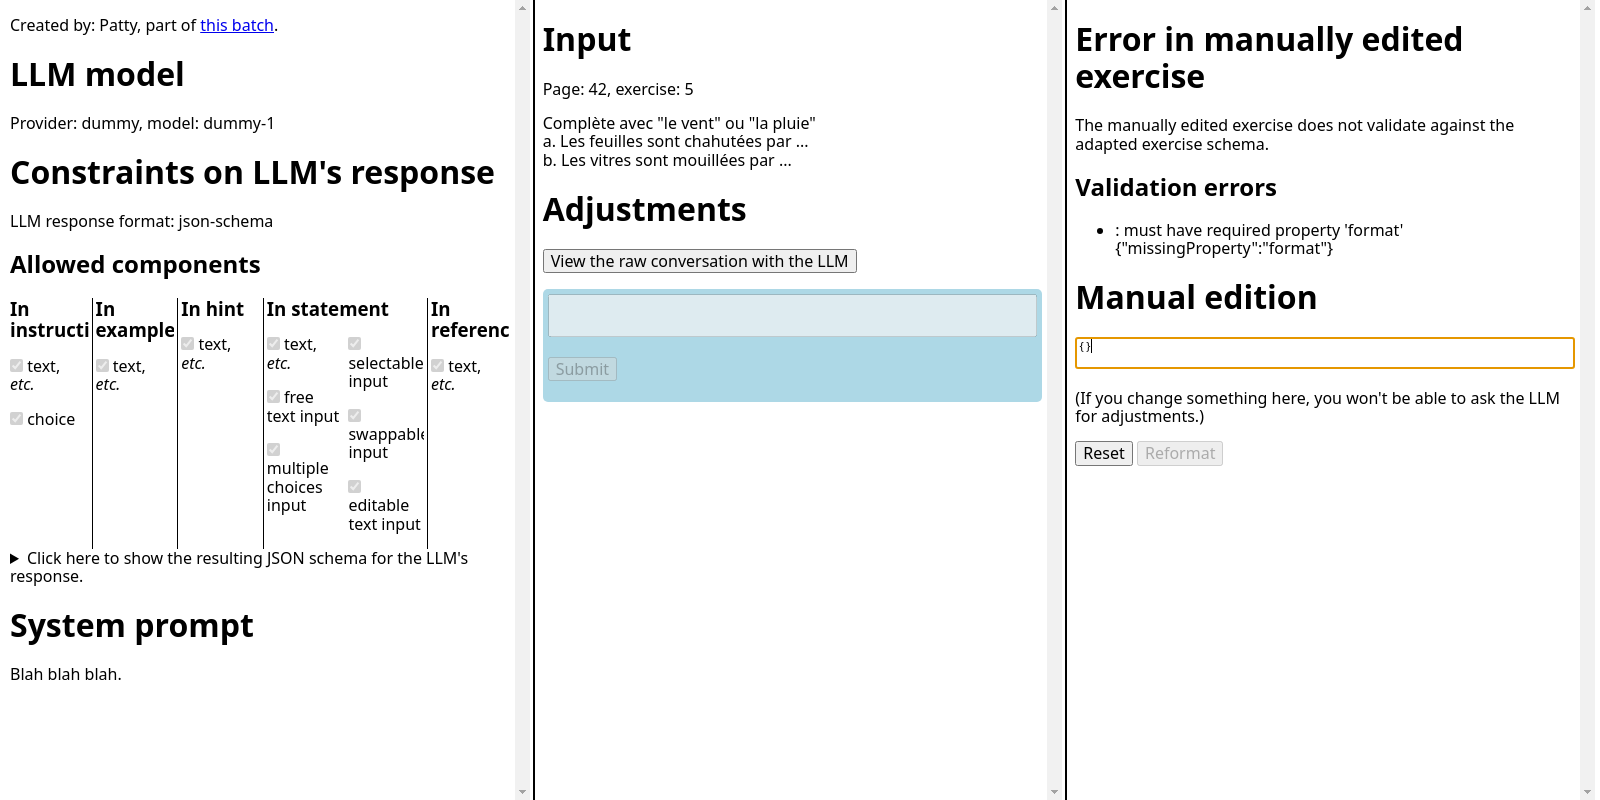 Created by: Patty, part of this batch.
LLM model
Provider: dummy, model: dummy-1
Constraints on LLM's response
LLM response format: json-schema
Allowed components
In
instructi
text,
etc.
choice
In
example
text,
etc.
In hint
text,
etc.
In statement
text,
etc.
free
text input
multiple
choices
input
selectable
input
swappable
input
editable
text input
In
referenc
text,
etc.
Click here to show the resulting JSON schema for the LLM's
response.
System prompt
Blah blah blah.
Input
Page: 42, exercise: 5
Complète avec "le vent" ou "la pluie"
a. Les feuilles sont chahutées par ...
b. Les vitres sont mouillées par ...
Adjustments
View the raw conversation with the LLM
Submit
Error in manually edited
exercise
The manually edited exercise does not validate against the
adapted exercise schema.
Validation errors
• : must have required property 'format'
{"missingProperty":"format"}
Manual edition
{}
(If you change something here, you won't be able to ask the LLM
for adjustments.)
Reset Reformat